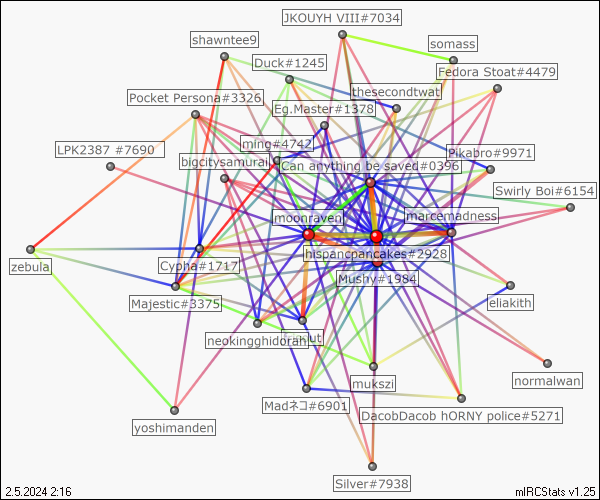 JKOUYH VIII#7034
shawntee9
somass
Duck#1245
Fedora Stoat#4479
thesecondtwat
Pocket Persona#3326
Eg.Master#1378
ming#4742
LPK2387 #7690
Pikabro#9971
bigcitysamurai
Can anything be saved#0396
Swirly Boi#6154
moonraven
marcemadness
hispancpancakes#2928
zebula
Cypha#1717
Mushy#1984
Majestic#3375
eliakith
neokingghidorah
mukszi
normalwan
Madネコ#6901
DacobDacob hORNY police#5271
yoshimanden
Silver#7938
2.5.2024 2:16
mIRCStats v1.25